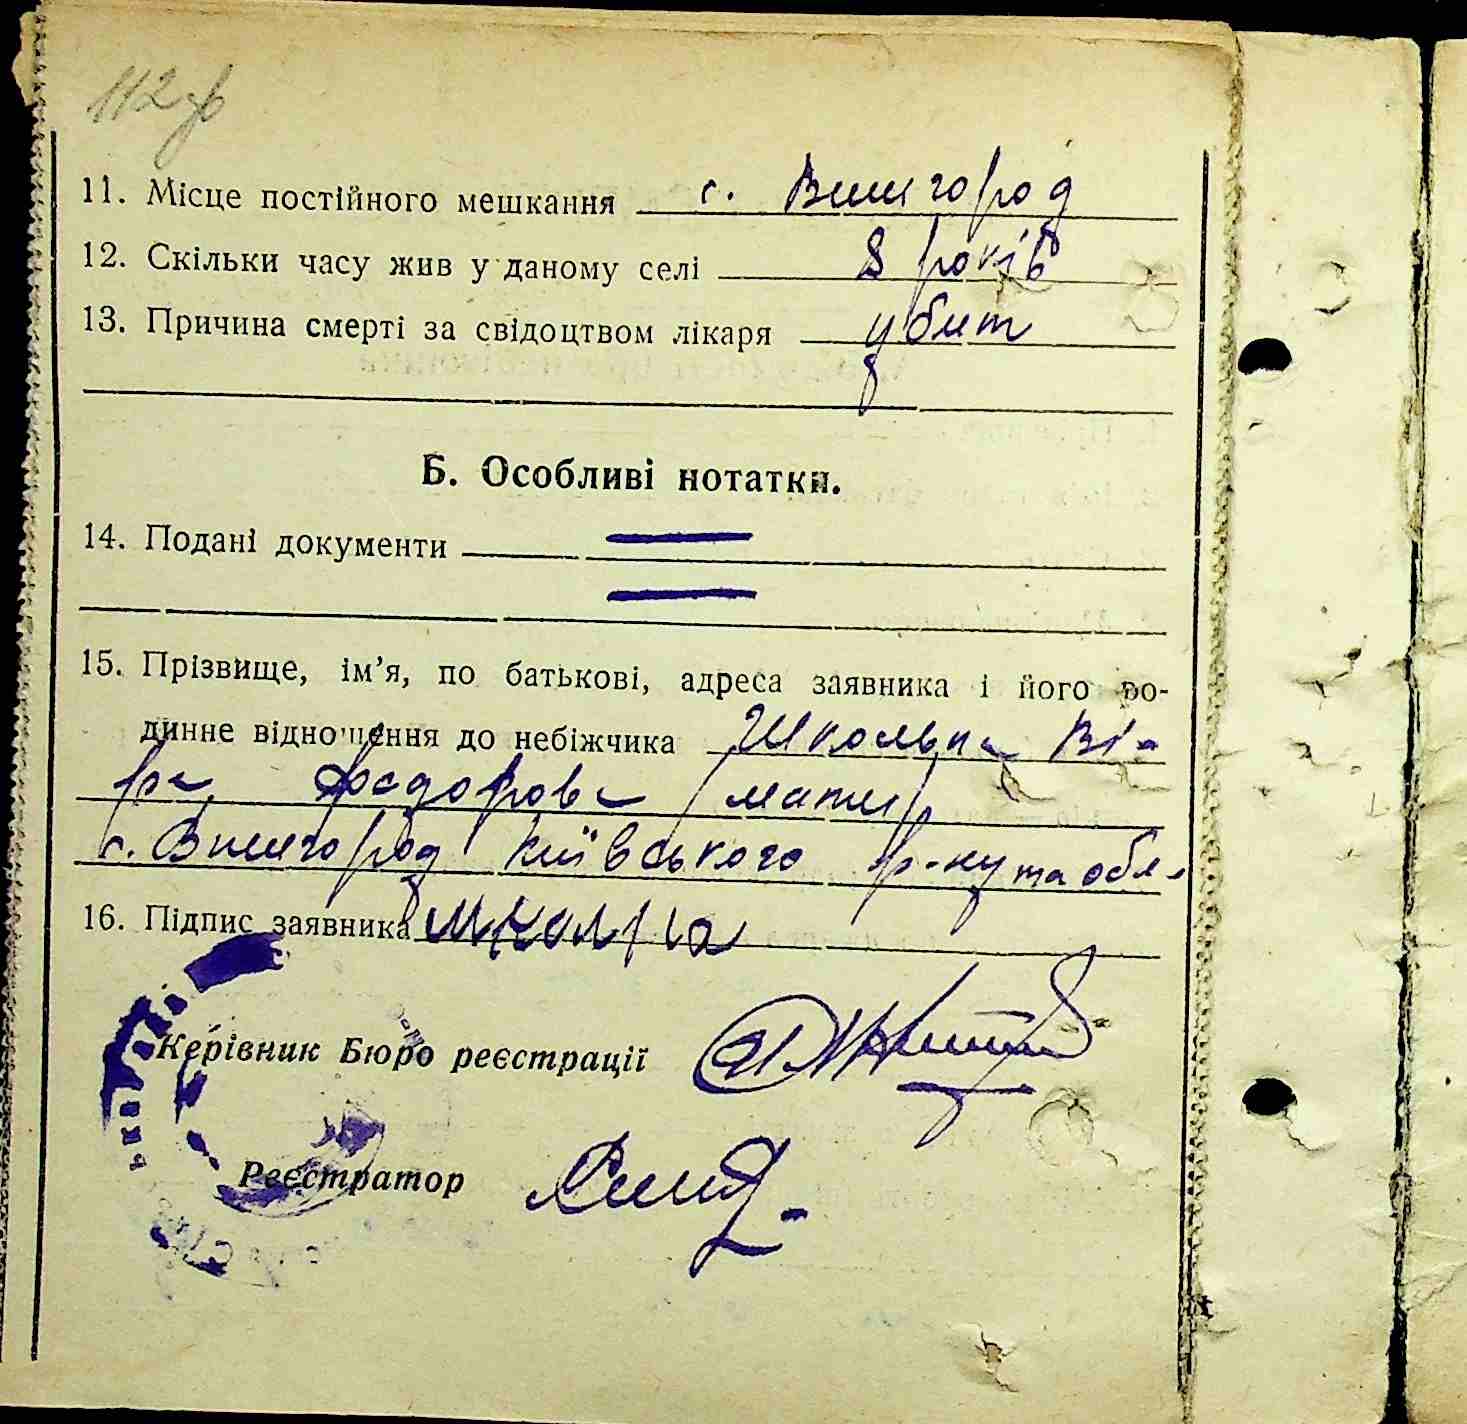 112 зв
11. Місце постійного мешкання с. Вишгород
12. Скільки часу жив у даному селі 8 років
13. Причина смерті за свідоцтвом лікаря убит
Б. Особливі нотатки.
14. Подані документи
15. Прізвище, ім’я, по батькові, адреса заявника і його ро-
динне відношення до небіжчика Школьна Ві-
ра Федорова (мати)
с. Вишгород Київського р-ну та обл.
16. Підпис заявника Школьна
Керівник Бюро реєстрації
Реєстратор